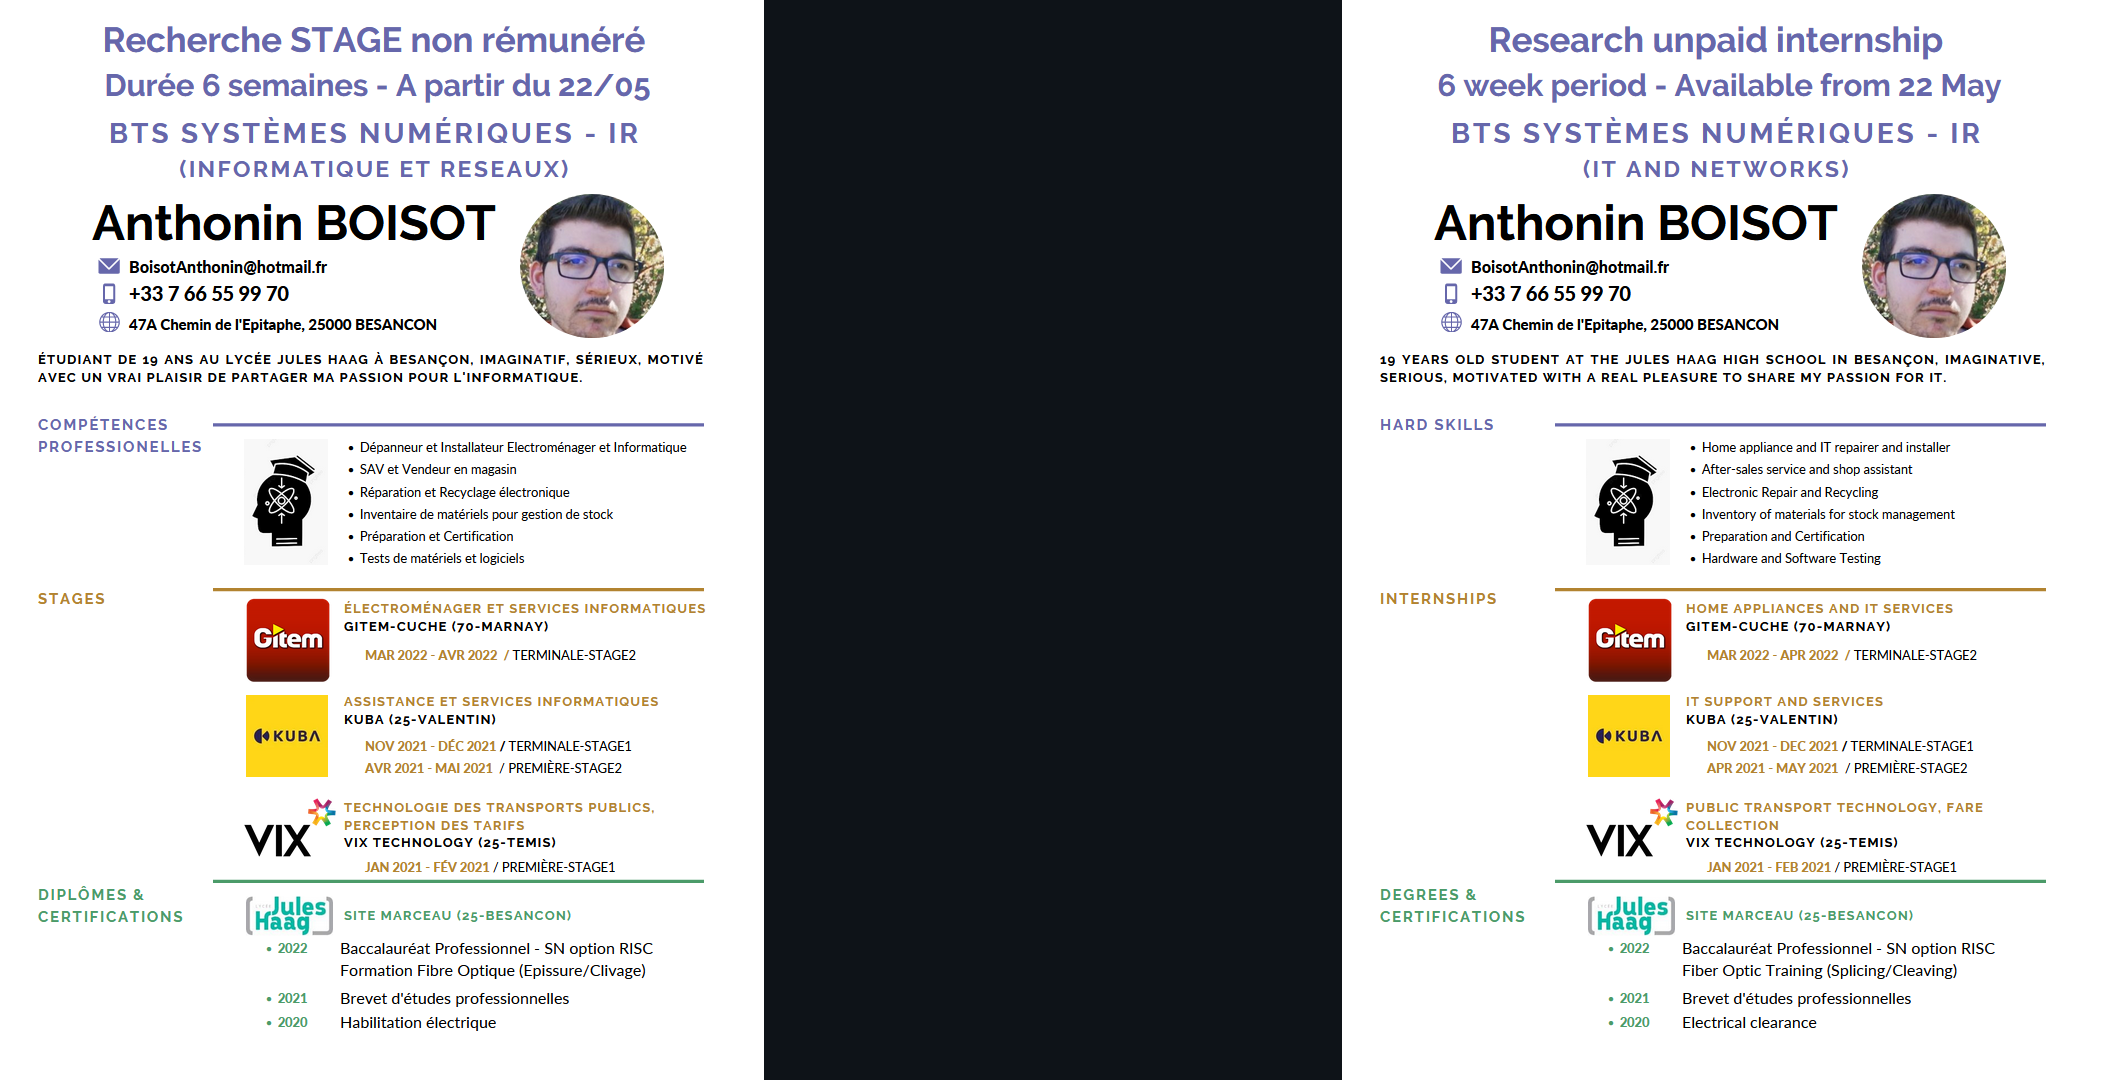 Recherche STAGE non rémunéré
Durée 6 semaines - A partir du 22/05
BTS SYSTÈMES NUMÉRIQUES - IR
(INFORMATIQUE ET RESEAUX)
Anthonin BOISOT
BoisotAnthonin@hotmail.fr
+33 7 66 55 99 70
47A Chemin de l'Epitaphe, 25000 BESANCON
ÉTUDIANT DE 19 ANS AU LYCÉE JULES HAAG À BESANÇON, IMAGINATIF, SÉRIEUX, MOTIVÉ
AVEC UN VRAI PLAISIR DE PARTAGER MA PASSION POUR L'INFORMATIQUE.
COMPÉTENCES
PROFESSIONELLES
• Dépanneur et Installateur Electroménager et Informatique
• SAV et Vendeur en magasin
• Réparation et Recyclage électronique
• Inventaire de matériels pour gestion de stock
• Préparation et Certification
• Tests de matériels et logiciels
STAGES
Gitem
ÉLECTROMÉNAGER ET SERVICES INFORMATIQUES
GITEM-CUCHE (70-MARNAY)
MAR 2022 - AVR 2022 / TERMINALE-STAGE2
KUBA
ASSISTANCE ET SERVICES INFORMATIQUES
KUBA (25-VALENTIN)
NOV 2021 - DÉC 2021 / TERMINALE-STAGE1
AVR 2021 - MAI 2021 / PREMIÈRE-STAGE2
VIX
TECHNOLOGIE DES TRANSPORTS PUBLICS,
PERCEPTION DES TARIFS
VIX TECHNOLOGY (25-TEMIS)
JAN 2021 - FÉV 2021 / PREMIÈRE-STAGE1
DIPLÔMES &
CERTIFICATIONS
Jules
Haag
SITE MARCEAU (25-BESANCON)
• 2022 Baccalauréat Professionnel - SN option RISC
Formation Fibre Optique (Epissure/Clivage)
• 2021 Brevet d'études professionnelles
• 2020 Habilitation électrique
Research unpaid internship
6 week period - Available from 22 May
BTS SYSTÈMES NUMÉRIQUES - IR
(IT AND NETWORKS)
Anthonin BOISOT
BoisotAnthonin@hotmail.fr
+33 7 66 55 99 70
47A Chemin de l'Epitaphe, 25000 BESANCON
19 YEARS OLD STUDENT AT THE JULES HAAG HIGH SCHOOL IN BESANÇON, IMAGINATIVE,
SERIOUS, MOTIVATED WITH A REAL PLEASURE TO SHARE MY PASSION FOR IT.
HARD SKILLS
• Home appliance and IT repairer and installer
• After-sales service and shop assistant
• Electronic Repair and Recycling
• Inventory of materials for stock management
• Preparation and Certification
• Hardware and Software Testing
INTERNSHIPS
Gitem
HOME APPLIANCES AND IT SERVICES
GITEM-CUCHE (70-MARNAY)
MAR 2022 - APR 2022 / TERMINALE-STAGE2
KUBA
IT SUPPORT AND SERVICES
KUBA (25-VALENTIN)
NOV 2021 - DEC 2021 / TERMINALE-STAGE1
APR 2021 - MAY 2021 / PREMIÈRE-STAGE2
VIX
PUBLIC TRANSPORT TECHNOLOGY, FARE
COLLECTION
VIX TECHNOLOGY (25-TEMIS)
JAN 2021 - FEB 2021 / PREMIÈRE-STAGE1
DEGREES &
CERTIFICATIONS
Jules
Haag
SITE MARCEAU (25-BESANCON)
• 2022 Baccalauréat Professionnel - SN option RISC
Fiber Optic Training (Splicing/Cleaving)
• 2021 Brevet d'études professionnelles
• 2020 Electrical clearance